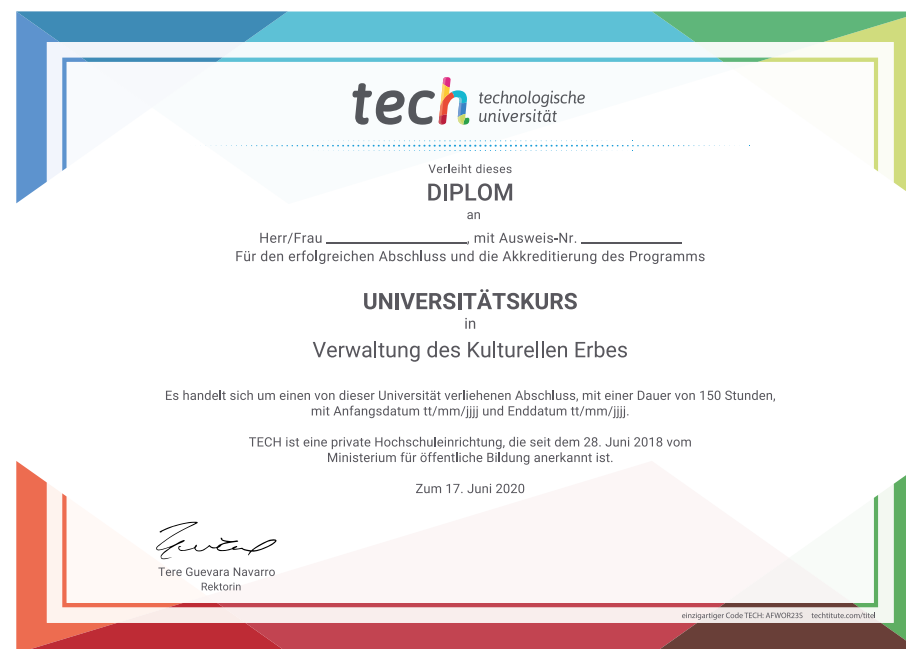 tech technologische
universität
Verleiht dieses
DIPLOM
an
Herr/Frau ____________________, mit Ausweis-Nr. ______________
Für den erfolgreichen Abschluss und die Akkreditierung des Programms
UNIVERSITÄTSKURS
in
Verwaltung des Kulturellen Erbes
Es handelt sich um einen von dieser Universität verliehenen Abschluss, mit einer Dauer von 150 Stunden,
mit Anfangsdatum tt/mm/jjjj und Enddatum tt/mm/jjjj.
TECH ist eine private Hochschuleinrichtung, die seit dem 28. Juni 2018 vom
Ministerium für öffentliche Bildung anerkannt ist.
Zum 17. Juni 2020
Tere Guevara Navarro
Rektorin
einzigartiger Code TECH: AFWOR23S techtitute.com/titel